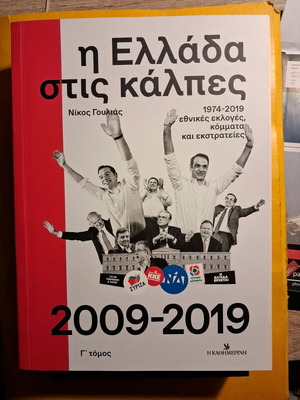 η Ελλάδα
στις κάλπες
Νίκος Γουλιάς
1974-2019
εθνικές εκλογές,
κόμματα
και εκστρατείες
ΣΥΡΙΖΑ
ΚΚΕ
ΝΔ
2009-2019
Γ΄ τόμος
Η ΚΑΘΗΜΕΡΙΝΗ